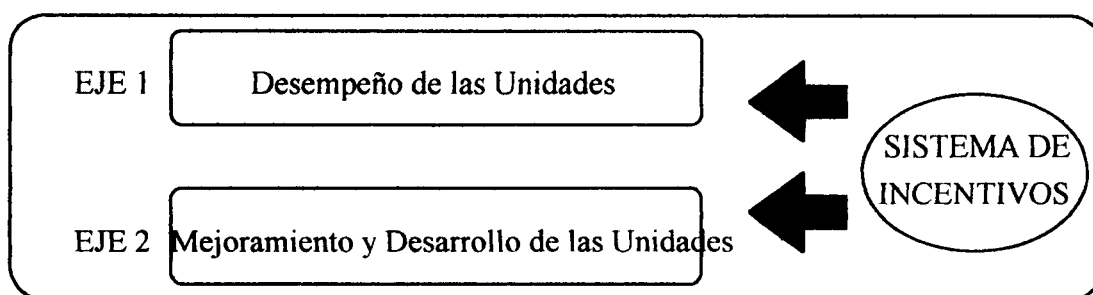 EJE 1 Desempeño de las Unidades
SISTEMA DE
INCENTIVOS
EJE 2 Mejoramiento y Desarrollo de las Unidades